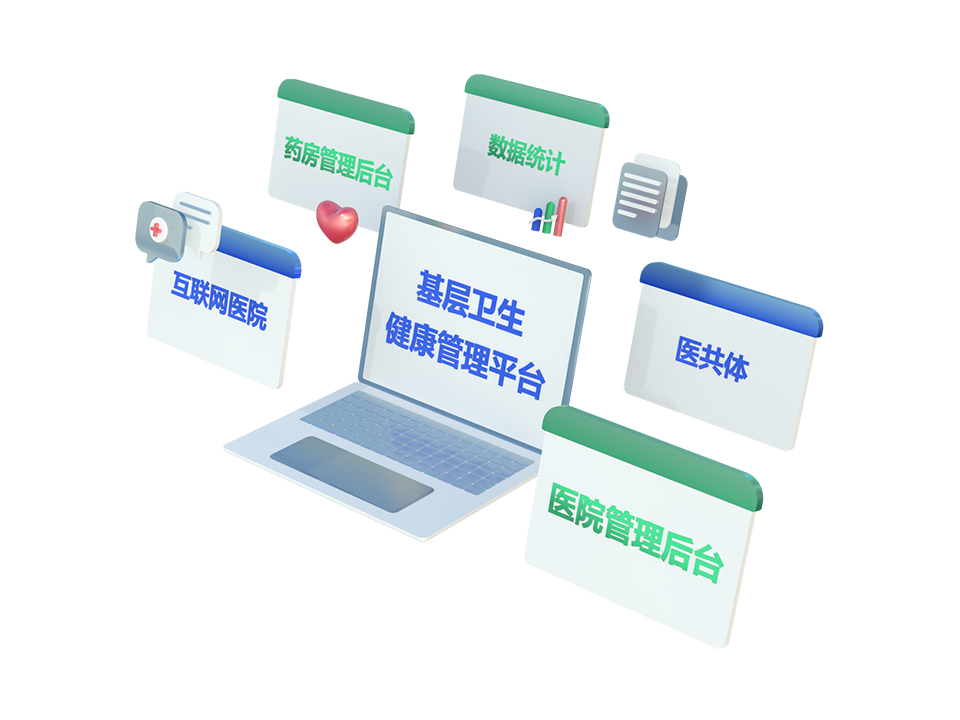 药房管理后台
数据统计
互联网医院
基层卫生
健康管理平台
医共体
医院管理后台